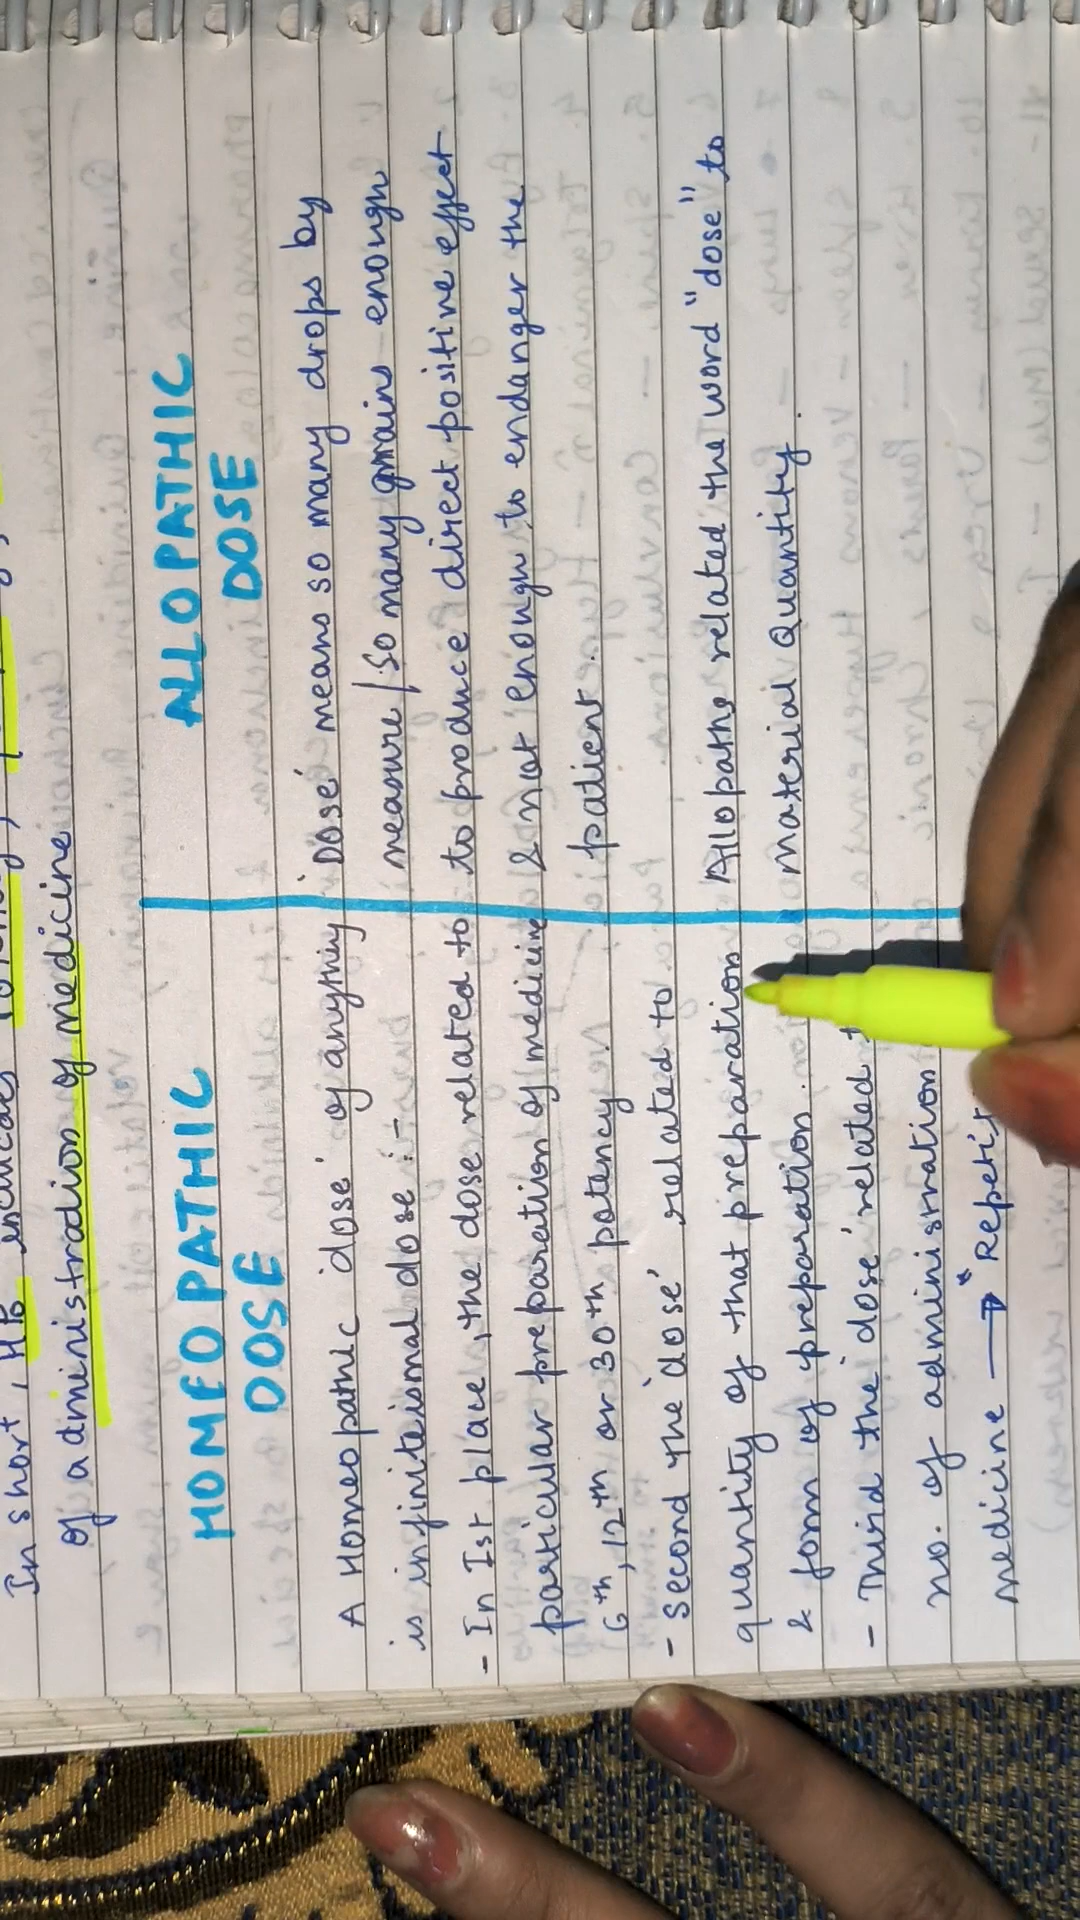 In short, HP includes
of administration of medicine
HOMEOPATHIC
DOSE
A Homeopathic 'dose' of anything
is infinitesimal dose :-
- In Ist place, the dose related to
particular preparation of medicine
6th, 12th or 30th potency.
- Second the 'dose' related to
quantity of that preparation
& form of preparation.
- Third the 'dose' related
no. of administration
medicine → "Repetit
ALLOPATHIC
DOSE
'Dose' means so many drops by
measure/so many grains enough
to produce direct positive effect
& not enough to endanger the
patient.
Allopaths related the word "dose" to
material quantity.